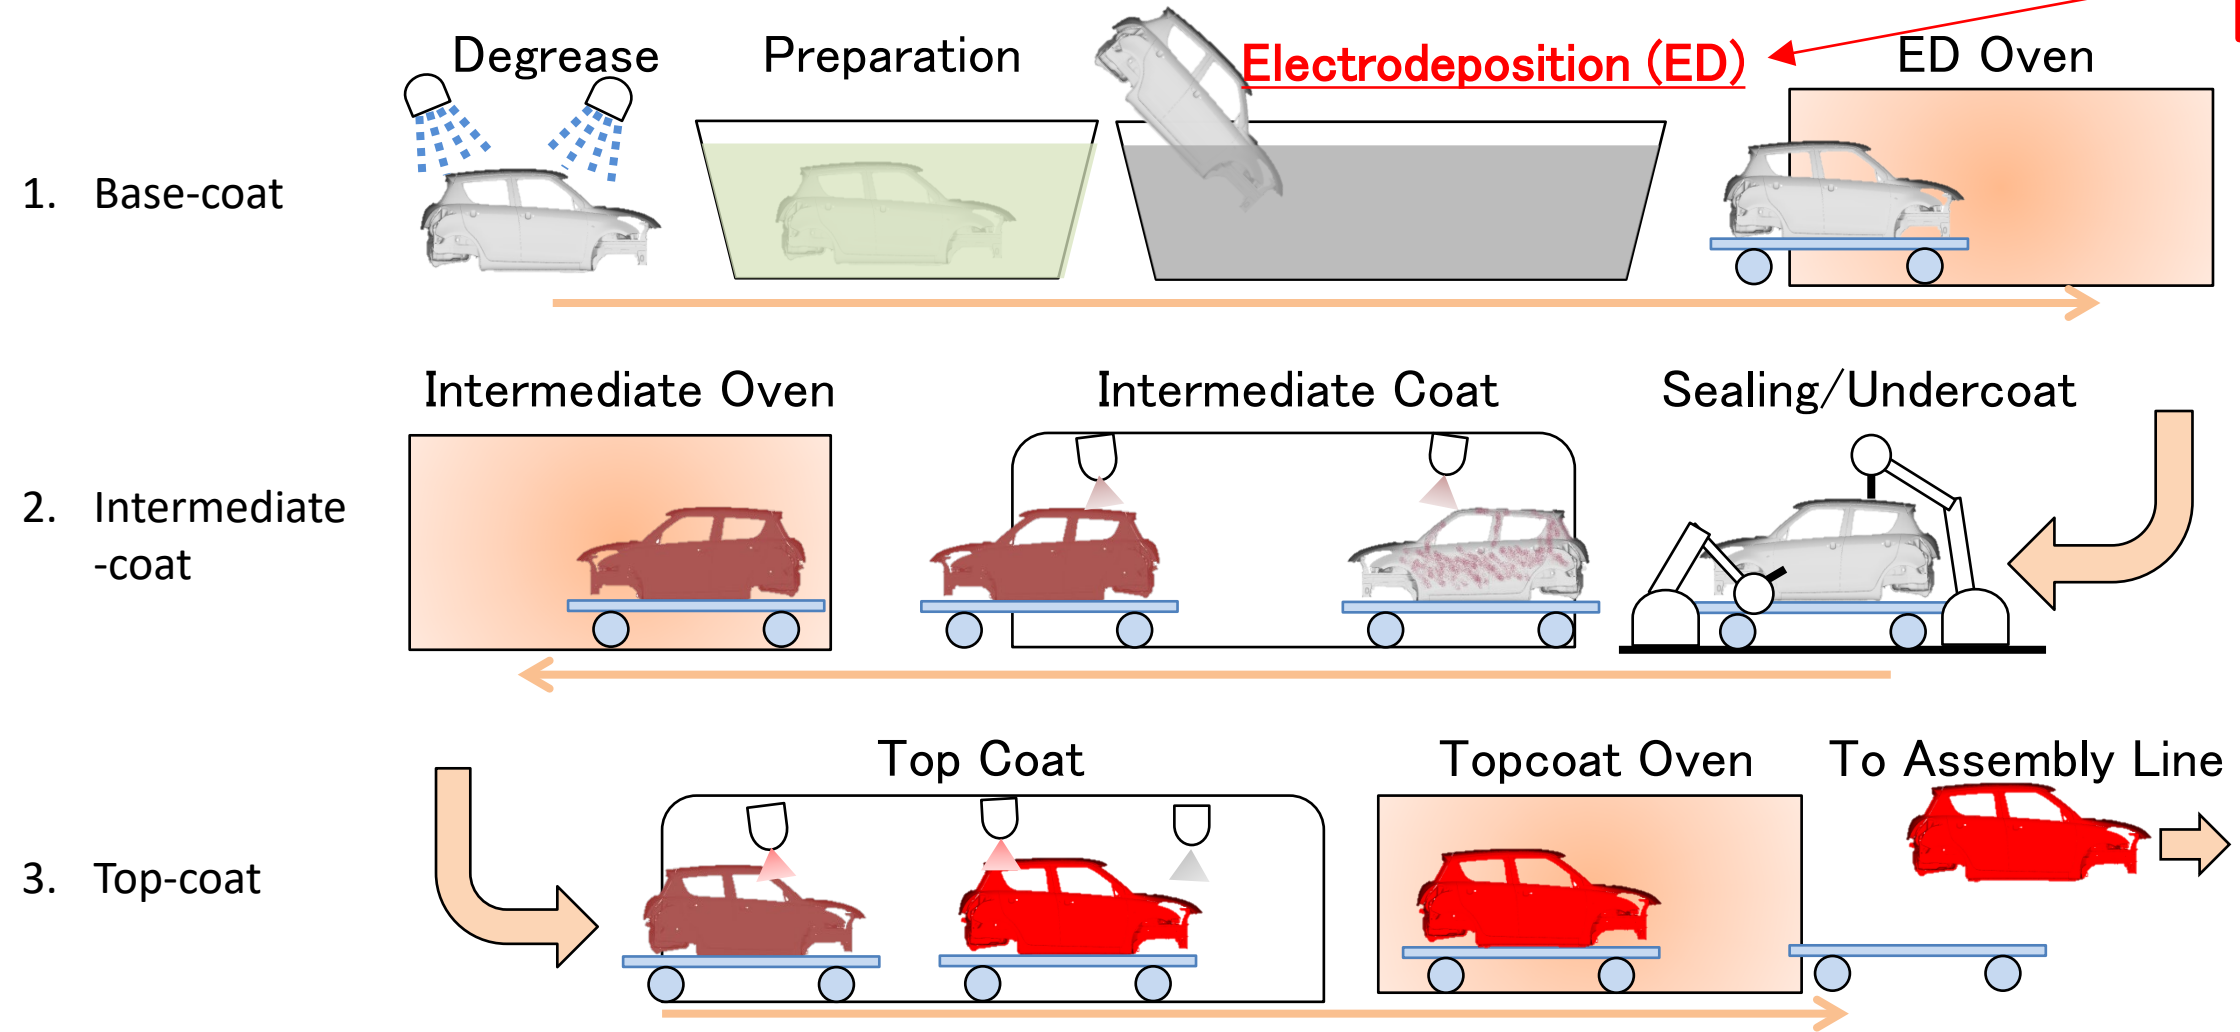 Degrease
Preparation
Electrodeposition (ED)
ED Oven
1. Base-coat
Intermediate Oven
Intermediate Coat
Sealing/Undercoat
2. Intermediate
-coat
Top Coat
Topcoat Oven
To Assembly Line
3. Top-coat